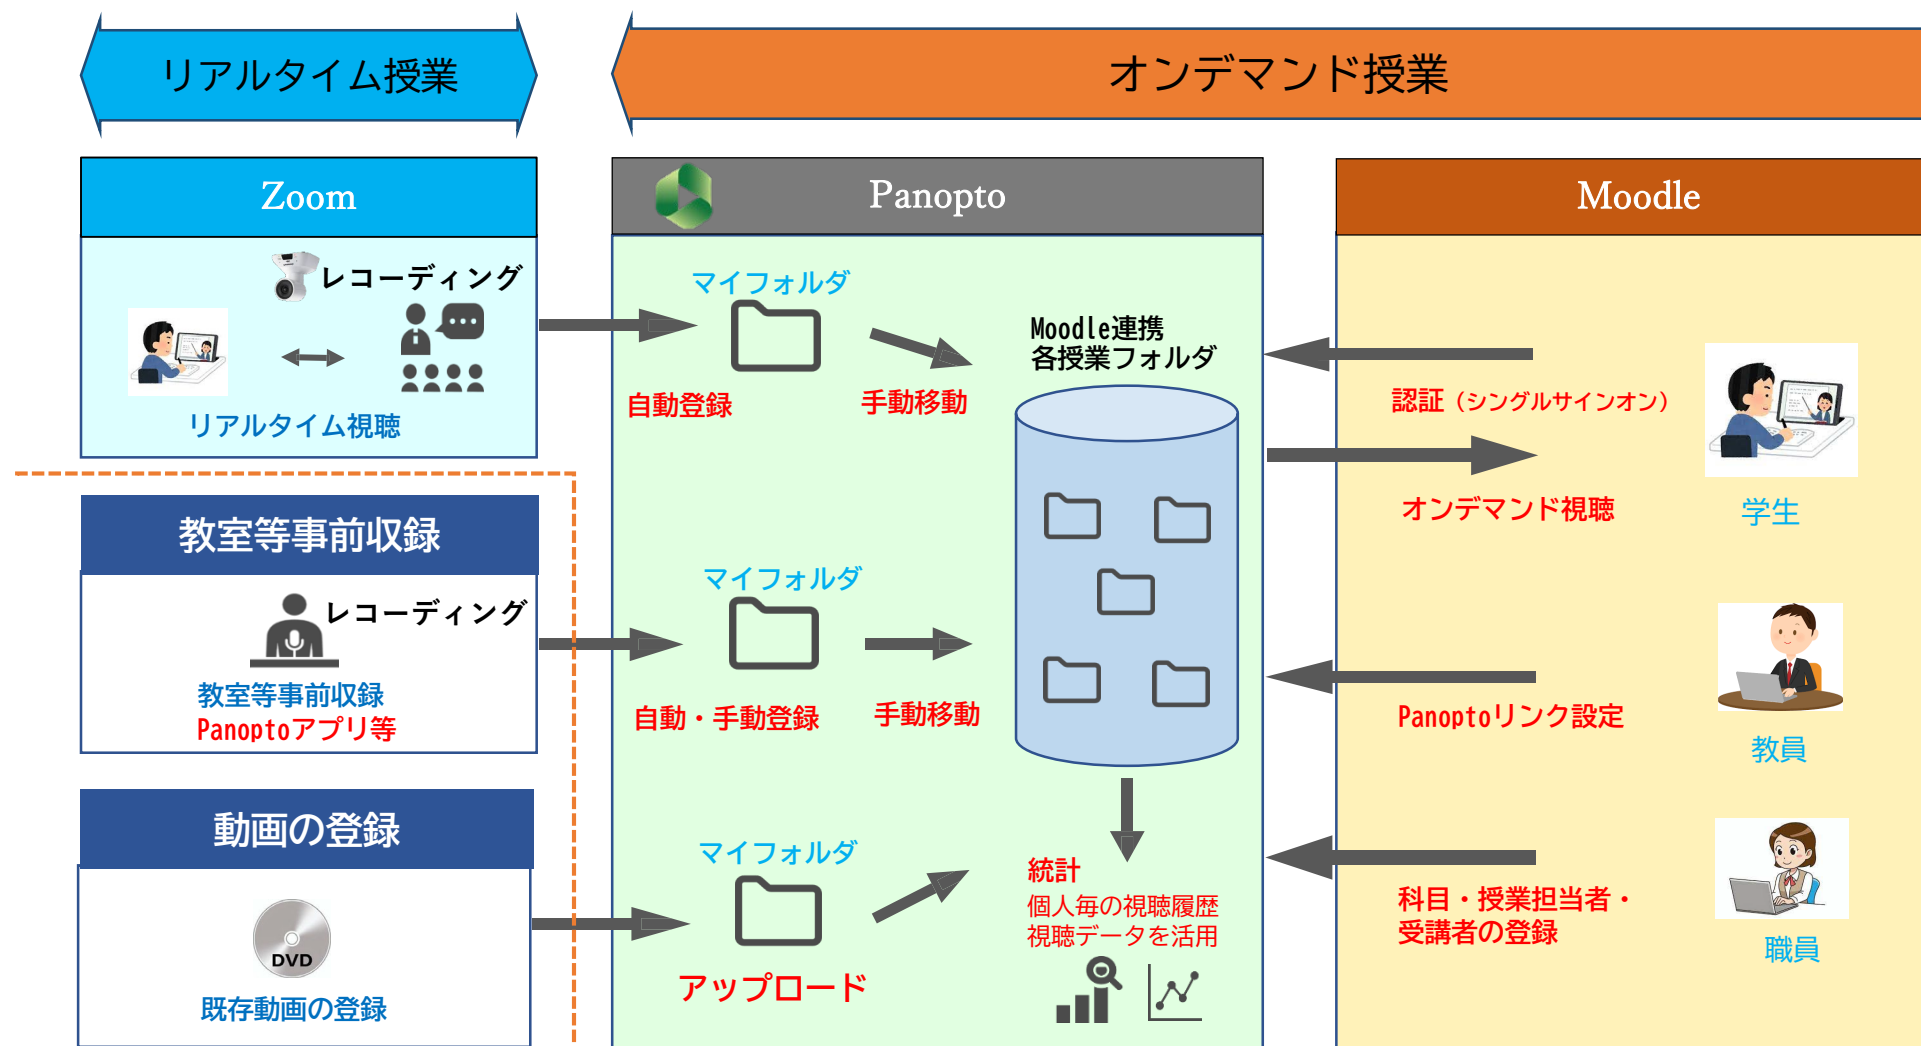 リアルタイム授業
オンデマンド授業
Zoom
レコーディング
リアルタイム視聴
教室等事前収録
レコーディング
教室等事前収録
Panoptoアプリ等
動画の登録
DVD
既存動画の登録
Panopto
マイフォルダ
自動登録
手動移動
Moodle連携
各授業フォルダ
マイフォルダ
自動・手動登録
手動移動
マイフォルダ
アップロード
統計
個人毎の視聴履歴
視聴データを活用
Moodle
認証（シングルサインオン）
オンデマンド視聴
学生
Panoptoリンク設定
教員
科目・授業担当者・
受講者の登録
職員